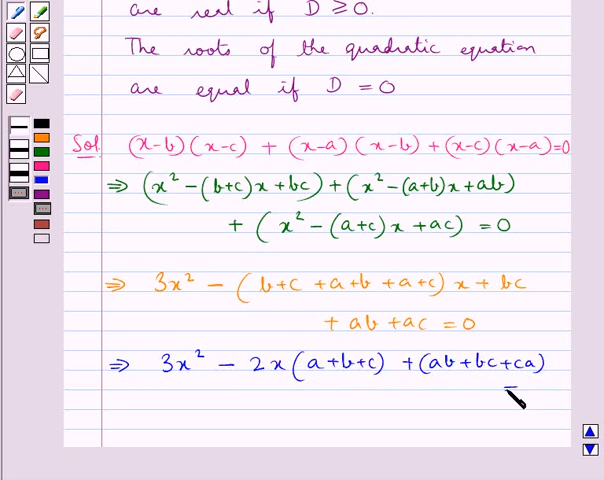 are real if D ≥ 0.
The roots of the quadratic equation
are equal if D = 0
Sol. (x-b)(x-c) + (x-a)(x-b) + (x-c)(x-a) = 0
⇒ (x² - (b+c)x + bc) + (x² - (a+b)x + ab)
+ (x² - (a+c)x + ac) = 0
⇒ 3x² - (b+c + a+b + a+c) x + bc
+ ab + ac = 0
⇒ 3x² - 2x(a+b+c) + (ab+bc+ca)